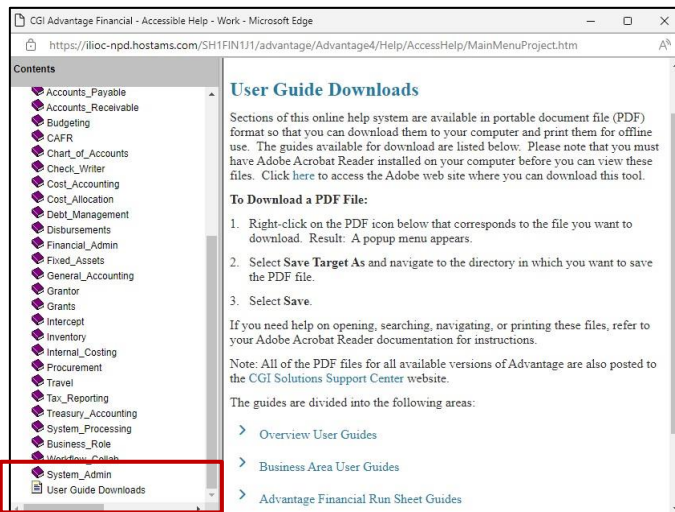 CGI Advantage Financial - Accessible Help - Work - Microsoft Edge
https://ilioc-npd.hostams.com/SH1FIN1J1/advantage/Advantage4/Help/AccessHelp/MainMenuProject.htm
Contents
Accounts_Payable
Accounts_Receivable
Budgeting
CAFR
Chart_of_Accounts
Check_Writer
Cost_Accounting
Cost_Allocation
Debt_Management
Disbursements
Financial_Admin
Fixed_Assets
General_Accounting
Grantor
Grants
Intercept
Inventory
Internal_Costing
Procurement
Travel
Tax_Reporting
Treasury_Accounting
System_Processing
Business_Role
Workflow_Collab
System_Admin
User Guide Downloads
User Guide Downloads
Sections of this online help system are available in portable document file (PDF)
format so that you can download them to your computer and print them for offline
use. The guides available for download are listed below. Please note that you must
have Adobe Acrobat Reader installed on your computer before you can view these
files. Click here to access the Adobe web site where you can download this tool.
To Download a PDF File:
1. Right-click on the PDF icon below that corresponds to the file you want to
download. Result: A popup menu appears.
2. Select Save Target As and navigate to the directory in which you want to save
the PDF file.
3. Select Save.
If you need help on opening, searching, navigating, or printing these files, refer to
your Adobe Acrobat Reader documentation for instructions.
Note: All of the PDF files for all available versions of Advantage are also posted to
the CGI Solutions Support Center website.
The guides are divided into the following areas:
> Overview User Guides
> Business Area User Guides
> Advantage Financial Run Sheet Guides